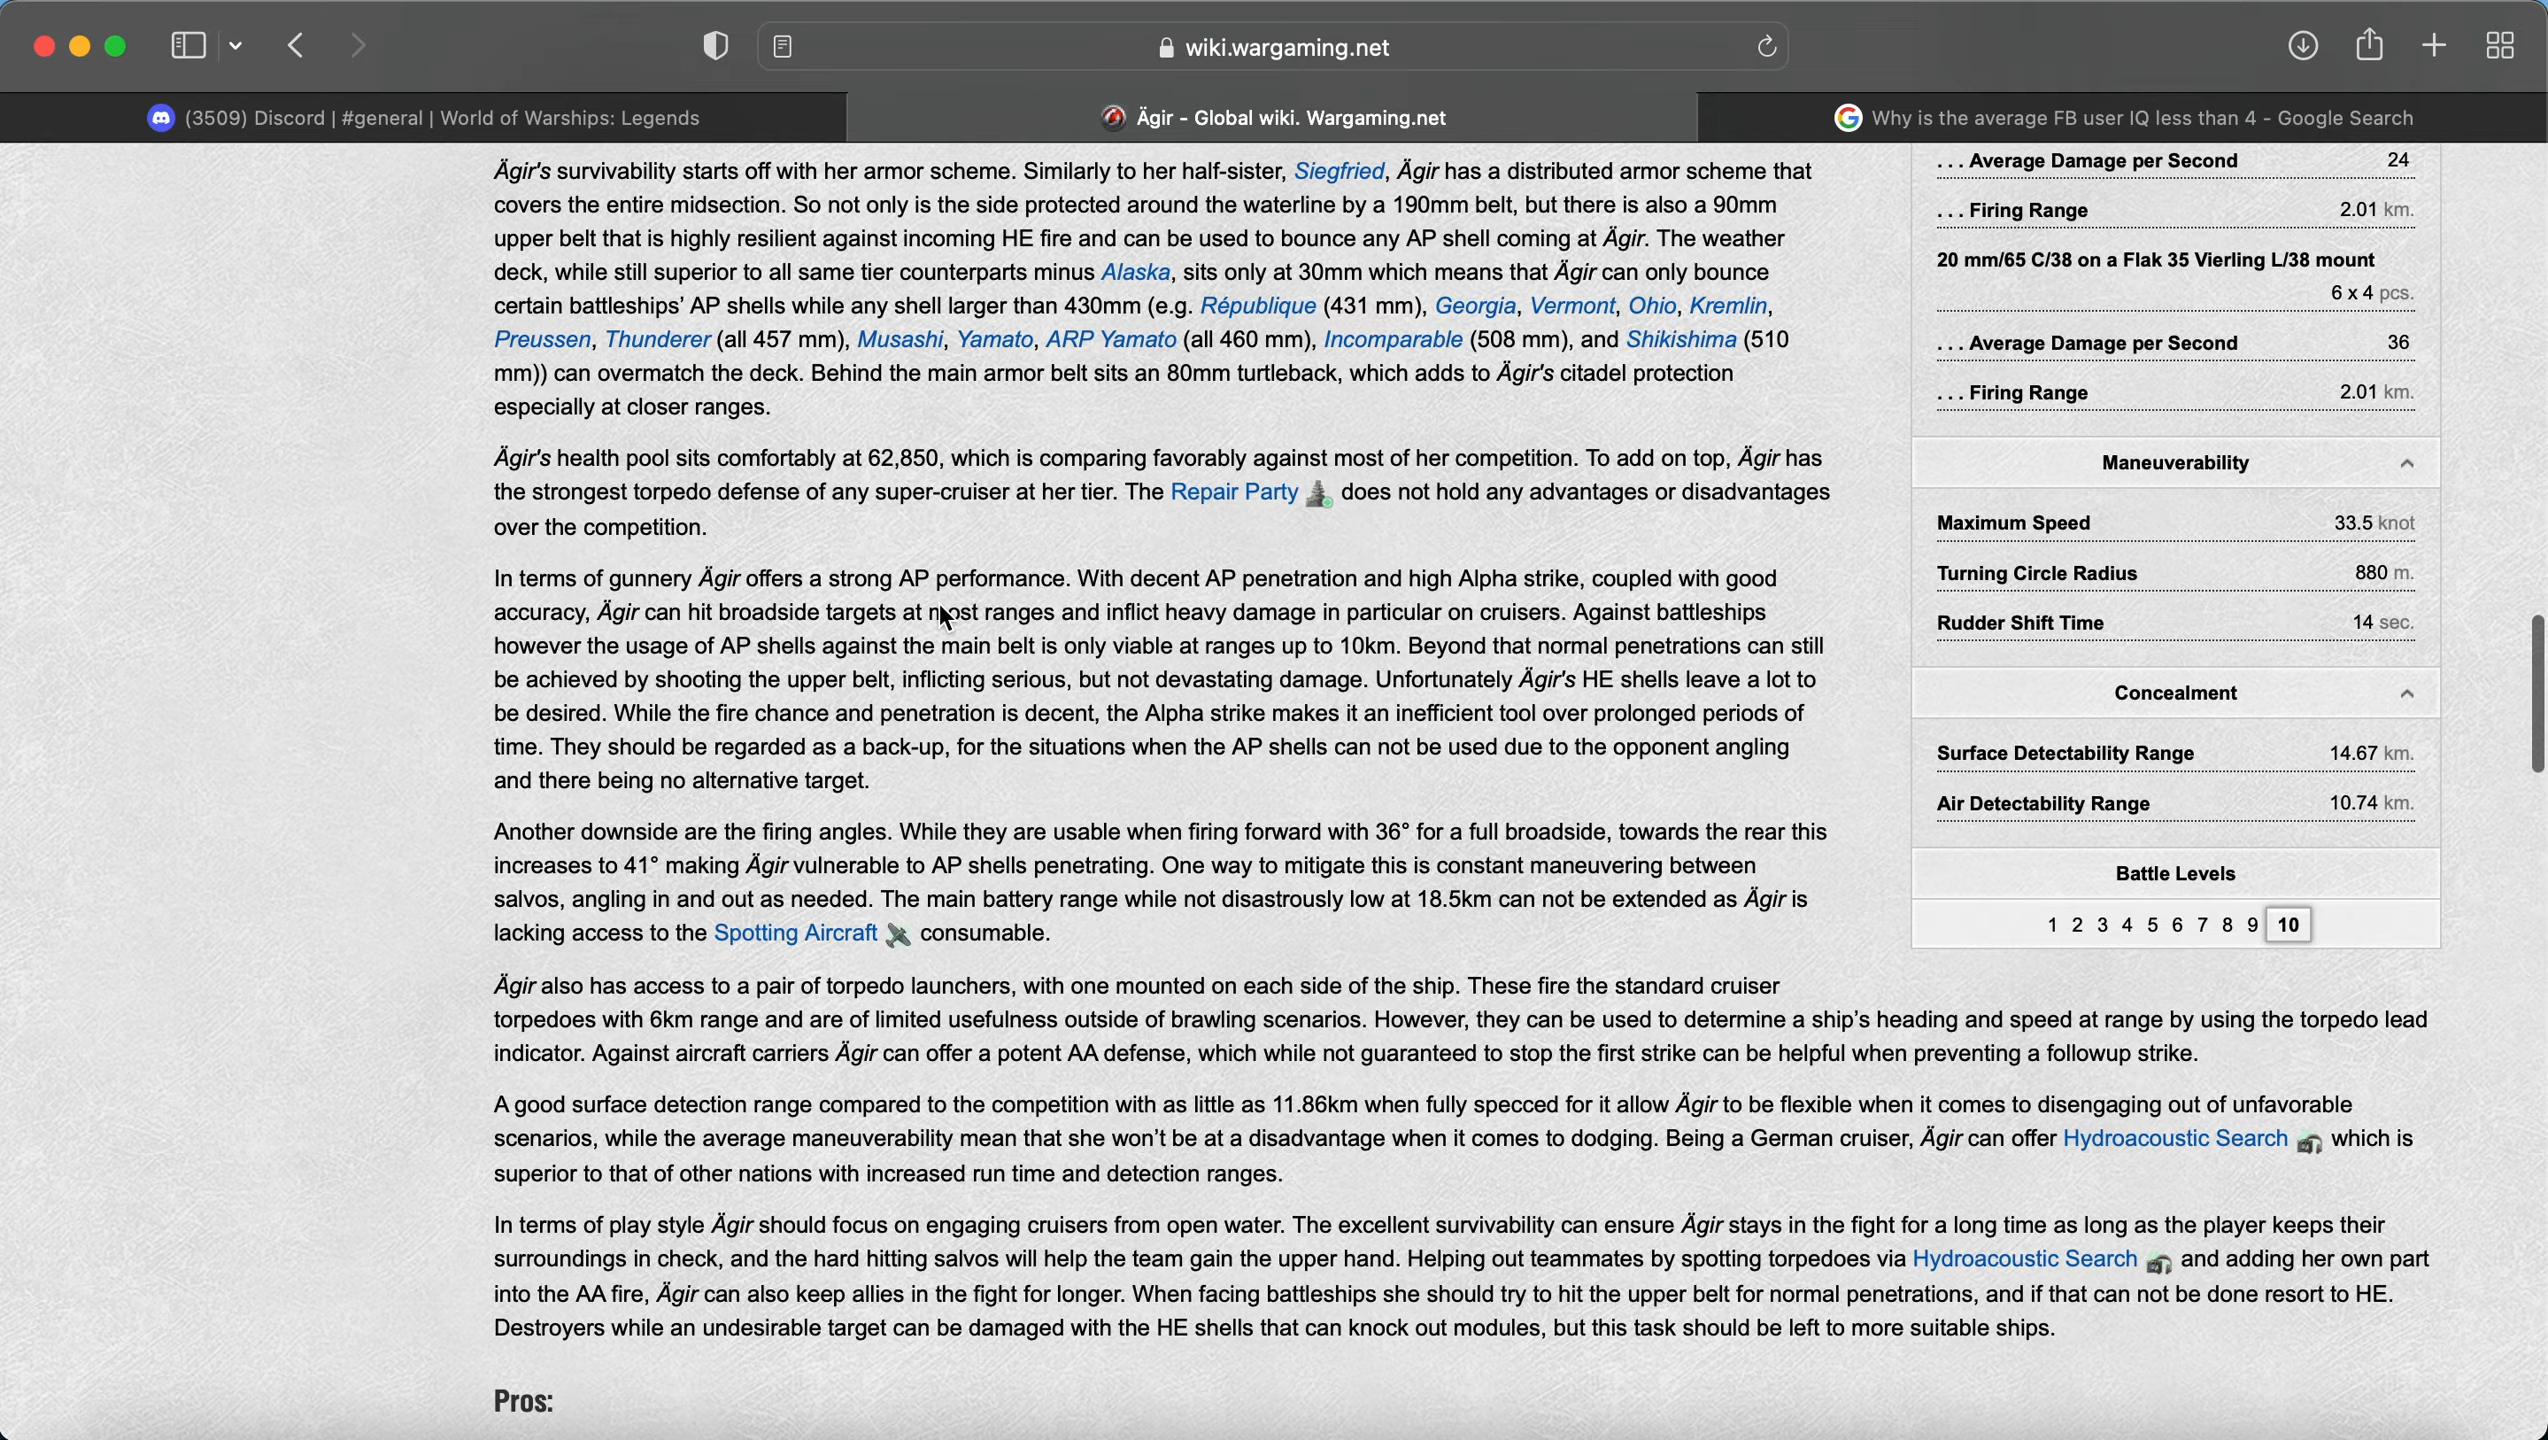 wiki.wargaming.net
(3509) Discord | #general | World of Warships: Legends
Ägir - Global wiki. Wargaming.net
Why is the average FB user IQ less than 4 - Google Search
Ägir's survivability starts off with her armor scheme. Similarly to her half-sister, Siegfried, Ägir has a distributed armor scheme that
covers the entire midsection. So not only is the side protected around the waterline by a 190mm belt, but there is also a 90mm
upper belt that is highly resilient against incoming HE fire and can be used to bounce any AP shell coming at Ägir. The weather
deck, while still superior to all same tier counterparts minus Alaska, sits only at 30mm which means that Ägir can only bounce
certain battleships' AP shells while any shell larger than 430mm (e.g. République (431 mm), Georgia, Vermont, Ohio, Kremlin,
Preussen, Thunderer (all 457 mm), Musashi, Yamato, ARP Yamato (all 460 mm), Incomparable (508 mm), and Shikishima (510
mm)) can overmatch the deck. Behind the main armor belt sits an 80mm turtleback, which adds to Ägir's citadel protection
especially at closer ranges.
Ägir's health pool sits comfortably at 62,850, which is comparing favorably against most of her competition. To add on top, Ägir has
the strongest torpedo defense of any super-cruiser at her tier. The Repair Party does not hold any advantages or disadvantages
over the competition.
In terms of gunnery Ägir offers a strong AP performance. With decent AP penetration and high Alpha strike, coupled with good
accuracy, Ägir can hit broadside targets at most ranges and inflict heavy damage in particular on cruisers. Against battleships
however the usage of AP shells against the main belt is only viable at ranges up to 10km. Beyond that normal penetrations can still
be achieved by shooting the upper belt, inflicting serious, but not devastating damage. Unfortunately Ägir's HE shells leave a lot to
be desired. While the fire chance and penetration is decent, the Alpha strike makes it an inefficient tool over prolonged periods of
time. They should be regarded as a back-up, for the situations when the AP shells can not be used due to the opponent angling
and there being no alternative target.
Another downside are the firing angles. While they are usable when firing forward with 36° for a full broadside, towards the rear this
increases to 41° making Ägir vulnerable to AP shells penetrating. One way to mitigate this is constant maneuvering between
salvos, angling in and out as needed. The main battery range while not disastrously low at 18.5km can not be extended as Ägir is
lacking access to the Spotting Aircraft consumable.
Ägir also has access to a pair of torpedo launchers, with one mounted on each side of the ship. These fire the standard cruiser
torpedoes with 6km range and are of limited usefulness outside of brawling scenarios. However, they can be used to determine a ship's heading and speed at range by using the torpedo lead
indicator. Against aircraft carriers Ägir can offer a potent AA defense, which while not guaranteed to stop the first strike can be helpful when preventing a followup strike.
A good surface detection range compared to the competition with as little as 11.86km when fully specced for it allow Ägir to be flexible when it comes to disengaging out of unfavorable
scenarios, while the average maneuverability mean that she won't be at a disadvantage when it comes to dodging. Being a German cruiser, Ägir can offer Hydroacoustic Search which is
superior to that of other nations with increased run time and detection ranges.
In terms of play style Ägir should focus on engaging cruisers from open water. The excellent survivability can ensure Ägir stays in the fight for a long time as long as the player keeps their
surroundings in check, and the hard hitting salvos will help the team gain the upper hand. Helping out teammates by spotting torpedoes via Hydroacoustic Search and adding her own part
into the AA fire, Ägir can also keep allies in the fight for longer. When facing battleships she should try to hit the upper belt for normal penetrations, and if that can not be done resort to HE.
Destroyers while an undesirable target can be damaged with the HE shells that can knock out modules, but this task should be left to more suitable ships.
Pros:
. . . Average Damage per Second 24
. . . Firing Range 2.01 km.
20 mm/65 C/38 on a Flak 35 Vierling L/38 mount
6 x 4 pcs.
. . . Average Damage per Second 36
. . . Firing Range 2.01 km.
Maneuverability
Maximum Speed 33.5 knot
Turning Circle Radius 880 m.
Rudder Shift Time 14 sec.
Concealment
Surface Detectability Range 14.67 km.
Air Detectability Range 10.74 km.
Battle Levels
1 2 3 4 5 6 7 8 9 10